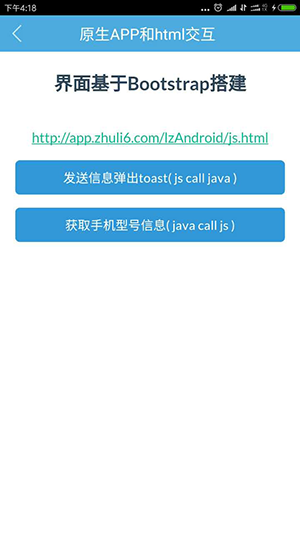 下午4:18
原生APP和html交互
界面基于Bootstrap搭建
http://app.zhuli6.com/lzAndroid/js.html
发送信息弹出toast( js call java )
获取手机型号信息( java call js )